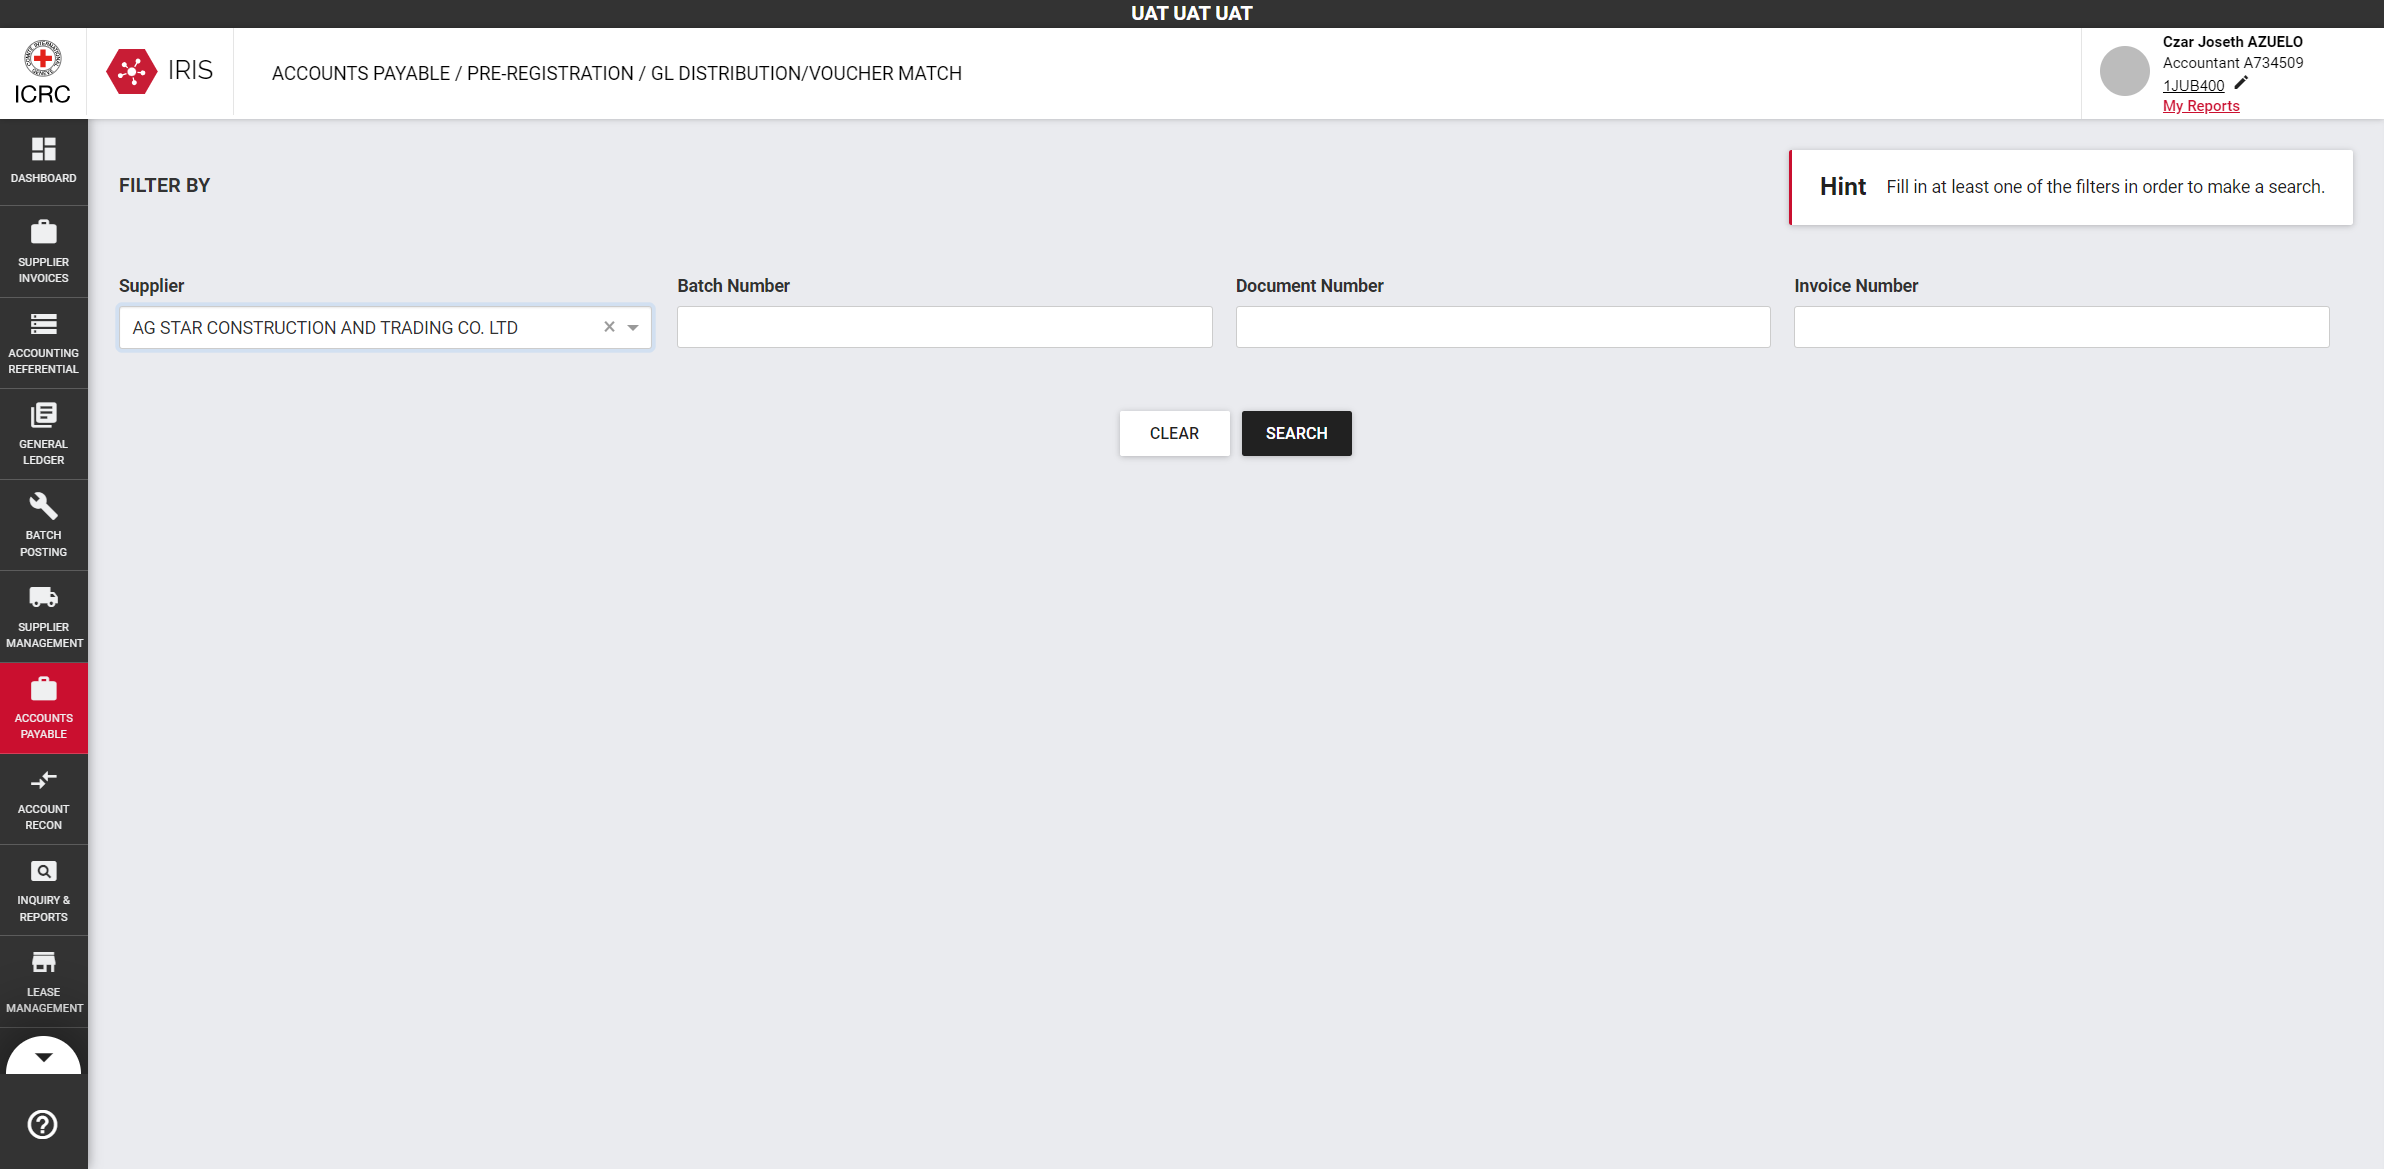 UAT UAT UAT
ICRC
IRIS
ACCOUNTS PAYABLE / PRE-REGISTRATION / GL DISTRIBUTION/VOUCHER MATCH
Czar Joseth AZUELO
Accountant A734509
1JUB400
My Reports
DASHBOARD
SUPPLIER
INVOICES
ACCOUNTING
REFERENTIAL
GENERAL
LEDGER
BATCH
POSTING
SUPPLIER
MANAGEMENT
ACCOUNTS
PAYABLE
ACCOUNT
RECON
INQUIRY &
REPORTS
LEASE
MANAGEMENT
FILTER BY
Hint Fill in at least one of the filters in order to make a search.
Supplier
AG STAR CONSTRUCTION AND TRADING CO. LTD
Batch Number
Document Number
Invoice Number
CLEAR
SEARCH